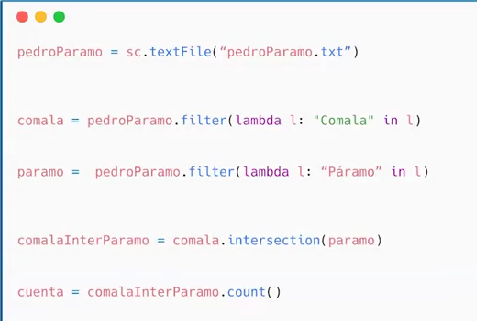 pedroParamo = sc.textFile(“pedroParamo.txt”)
comala = pedroParamo.filter(lambda l: "Comala" in l)
paramo =  pedroParamo.filter(lambda l: “Páramo” in l)
comalaInterParamo = comala.intersection(paramo)
cuenta = comalaInterParamo.count()